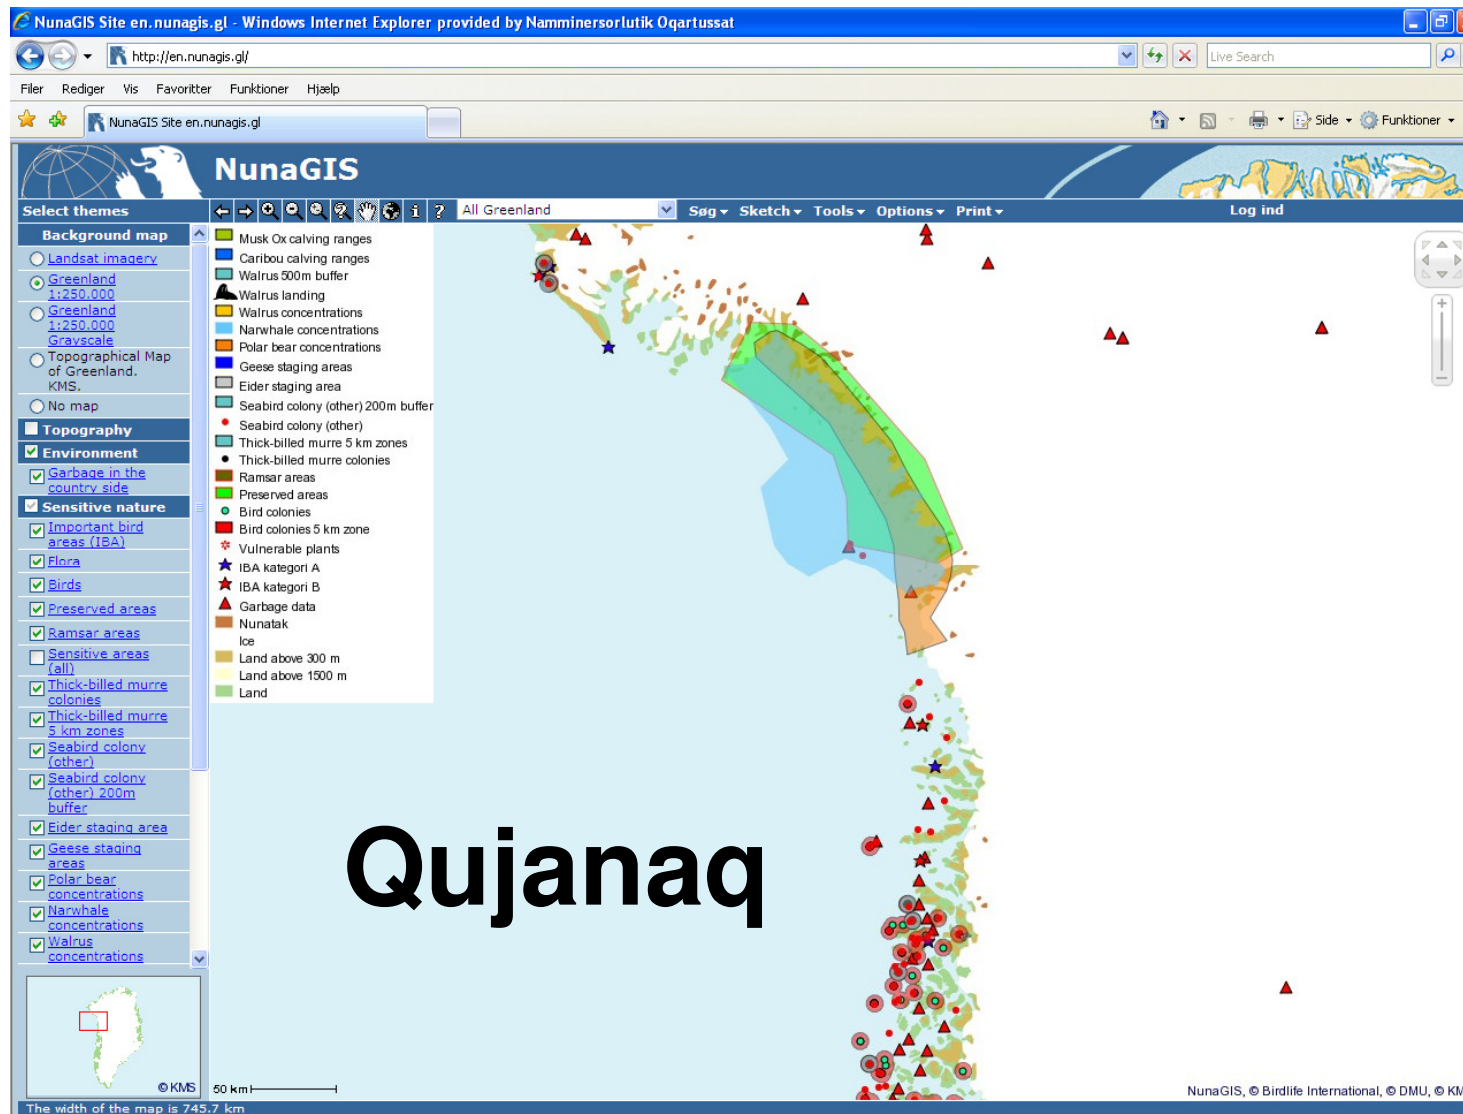 NunaGIS Site en.nunagis.gl - Windows Internet Explorer provided by Namminersorlutik Oqartussat
http://en.nunagis.gl/
Live Search
Filer Rediger Vis Favoritter Funktioner Hjælp
NunaGIS Site en.nunagis.gl
Side Funktioner
NunaGIS
Select themes
All Greenland
Søg Sketch Tools Options Print
Log ind
Background map
Landsat imagery
Greenland
1:250.000
Greenland
1:250.000
Grayscale
Topographical Map
of Greenland.
KMS.
No map
Topography
Environment
Garbage in the
country side
Sensitive nature
Important bird
areas (IBA)
Flora
Birds
Preserved areas
Ramsar areas
Sensitive areas
(all)
Thick-billed murre
colonies
Thick-billed murre
5 km zones
Seabird colony
(other)
Seabird colony
(other) 200m
buffer
Eider staging area
Geese staging
areas
Polar bear
concentrations
Narwhale
concentrations
Walrus
concentrations
Musk Ox calving ranges
Caribou calving ranges
Walrus 500m buffer
Walrus landing
Walrus concentrations
Narwhale concentrations
Polar bear concentrations
Geese staging areas
Eider staging area
Seabird colony (other) 200m buffer
Seabird colony (other)
Thick-billed murre 5 km zones
Thick-billed murre colonies
Ramsar areas
Preserved areas
Bird colonies
Bird colonies 5 km zone
Vulnerable plants
IBA kategori A
IBA kategori B
Garbage data
Nunatak
Ice
Land above 300 m
Land above 1500 m
Land
Qujanaq
© KMS
50 km
NunaGIS, © Birdlife International, © DMU, © KM
The width of the map is 745.7 km